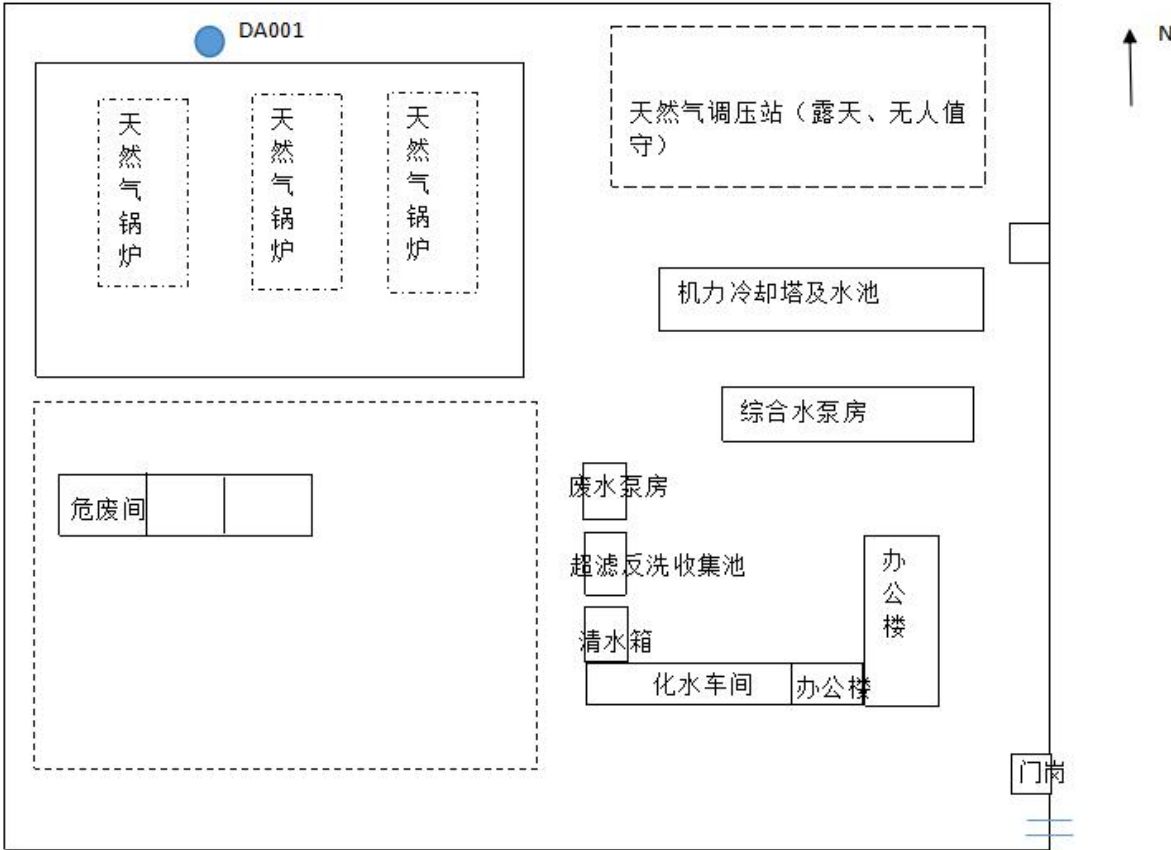 DA001
N
天然气锅炉
天然气锅炉
天然气锅炉
天然气调压站（露天、无人值
守）
机力冷却塔及水池
综合水泵房
危废间
废水泵房
超滤反洗收集池
清水箱
化水车间
办公楼
办公楼
门岗